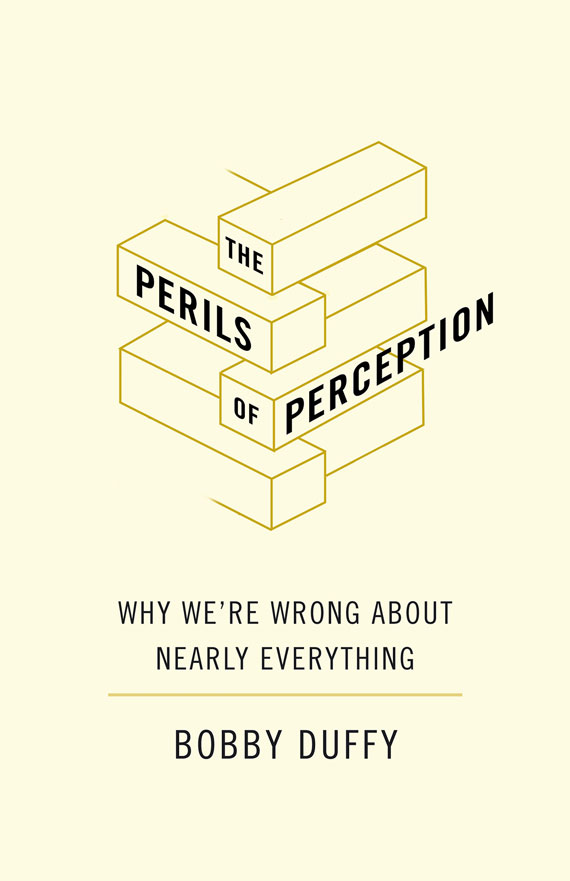 THE
PERILS
OF
PERCEPTION
WHY WE'RE WRONG ABOUT
NEARLY EVERYTHING
BOBBY DUFFY